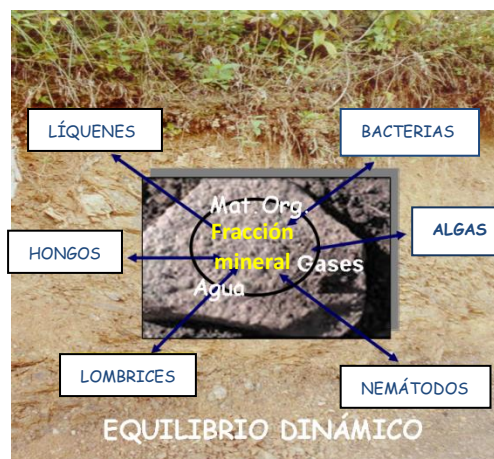 LÍQUENES
BACTERIAS
Mat Org
Fracción
ALGAS
HONGOS
mineral
Gases
Agua
LOMBRICES
NEMÁTODOS
EQUILIBRIO DINÁMICO